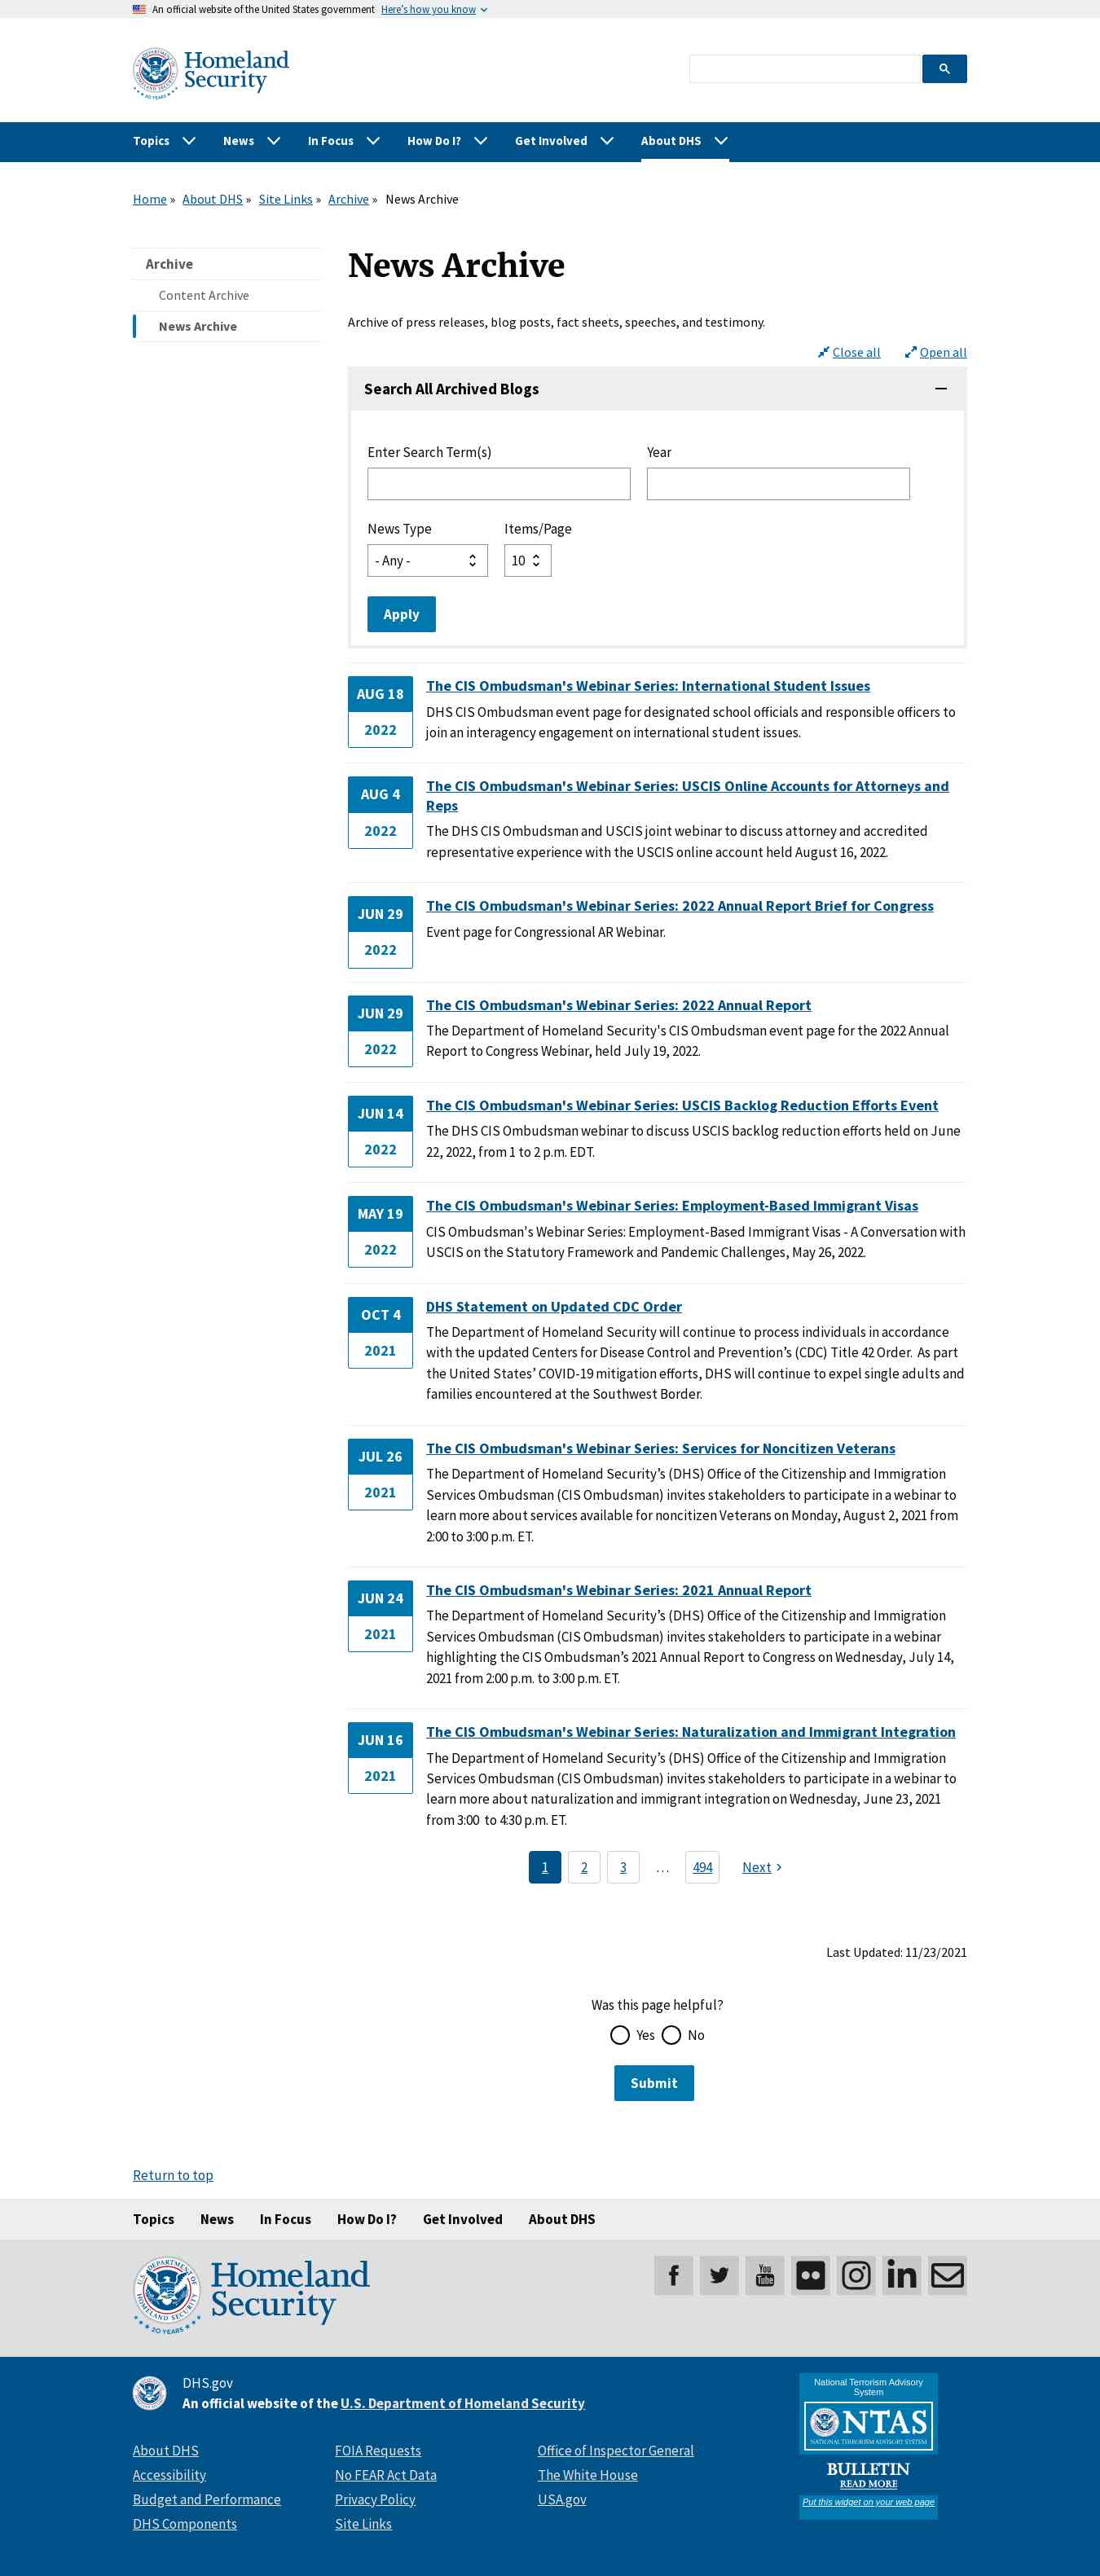 An official website of the United States government Here's how you know
Homeland
Security
Topics News In Focus How Do I? Get Involved About DHS
Home » About DHS » Site Links » Archive » News Archive
Archive
Content Archive
News Archive
News Archive
Archive of press releases, blog posts, fact sheets, speeches, and testimony.
Close all Open all
Search All Archived Blogs
Enter Search Term(s) Year
News Type Items/Page
- Any - 10
Apply
AUG 18
2022
The CIS Ombudsman's Webinar Series: International Student Issues
DHS CIS Ombudsman event page for designated school officials and responsible officers to
join an interagency engagement on international student issues.
AUG 4
2022
The CIS Ombudsman's Webinar Series: USCIS Online Accounts for Attorneys and
Reps
The DHS CIS Ombudsman and USCIS joint webinar to discuss attorney and accredited
representative experience with the USCIS online account held August 16, 2022.
JUN 29
2022
The CIS Ombudsman's Webinar Series: 2022 Annual Report Brief for Congress
Event page for Congressional AR Webinar.
JUN 29
2022
The CIS Ombudsman's Webinar Series: 2022 Annual Report
The Department of Homeland Security's CIS Ombudsman event page for the 2022 Annual
Report to Congress Webinar, held July 19, 2022.
JUN 14
2022
The CIS Ombudsman's Webinar Series: USCIS Backlog Reduction Efforts Event
The DHS CIS Ombudsman webinar to discuss USCIS backlog reduction efforts held on June
22, 2022, from 1 to 2 p.m. EDT.
MAY 19
2022
The CIS Ombudsman's Webinar Series: Employment-Based Immigrant Visas
CIS Ombudsman's Webinar Series: Employment-Based Immigrant Visas - A Conversation with
USCIS on the Statutory Framework and Pandemic Challenges, May 26, 2022.
OCT 4
2021
DHS Statement on Updated CDC Order
The Department of Homeland Security will continue to process individuals in accordance
with the updated Centers for Disease Control and Prevention’s (CDC) Title 42 Order.  As part
of the United States’ COVID-19 mitigation efforts, DHS will continue to expel single adults and
families encountered at the Southwest Border.
JUL 26
2021
The CIS Ombudsman's Webinar Series: Services for Noncitizen Veterans
The Department of Homeland Security’s (DHS) Office of the Citizenship and Immigration
Services Ombudsman (CIS Ombudsman) invites stakeholders to participate in a webinar to
learn more about services available for noncitizen Veterans on Monday, August 2, 2021 from
2:00 to 3:00 p.m. ET.
JUN 24
2021
The CIS Ombudsman's Webinar Series: 2021 Annual Report
The Department of Homeland Security’s (DHS) Office of the Citizenship and Immigration
Services Ombudsman (CIS Ombudsman) invites stakeholders to participate in a webinar
highlighting the CIS Ombudsman’s 2021 Annual Report to Congress on Wednesday, July 14,
2021 from 2:00 p.m. to 3:00 p.m. ET.
JUN 16
2021
The CIS Ombudsman's Webinar Series: Naturalization and Immigrant Integration
The Department of Homeland Security’s (DHS) Office of the Citizenship and Immigration
Services Ombudsman (CIS Ombudsman) invites stakeholders to participate in a webinar to
learn more about naturalization and immigrant integration on Wednesday, June 23, 2021
from 3:00  to 4:30 p.m. ET.
1 2 3 … 494 Next
Last Updated: 11/23/2021
Was this page helpful?
Yes No
Submit
Return to top
Topics News In Focus How Do I? Get Involved About DHS
Homeland
Security
20 YEARS
You
Tube
DHS.gov
An official website of the U.S. Department of Homeland Security
About DHS FOIA Requests Office of Inspector General
Accessibility No FEAR Act Data The White House
Budget and Performance Privacy Policy USA.gov
DHS Components Site Links
National Terrorism Advisory
System
NTAS
NATIONAL TERRORISM ADVISORY SYSTEM
BULLETIN
READ MORE
Put this widget on your web page